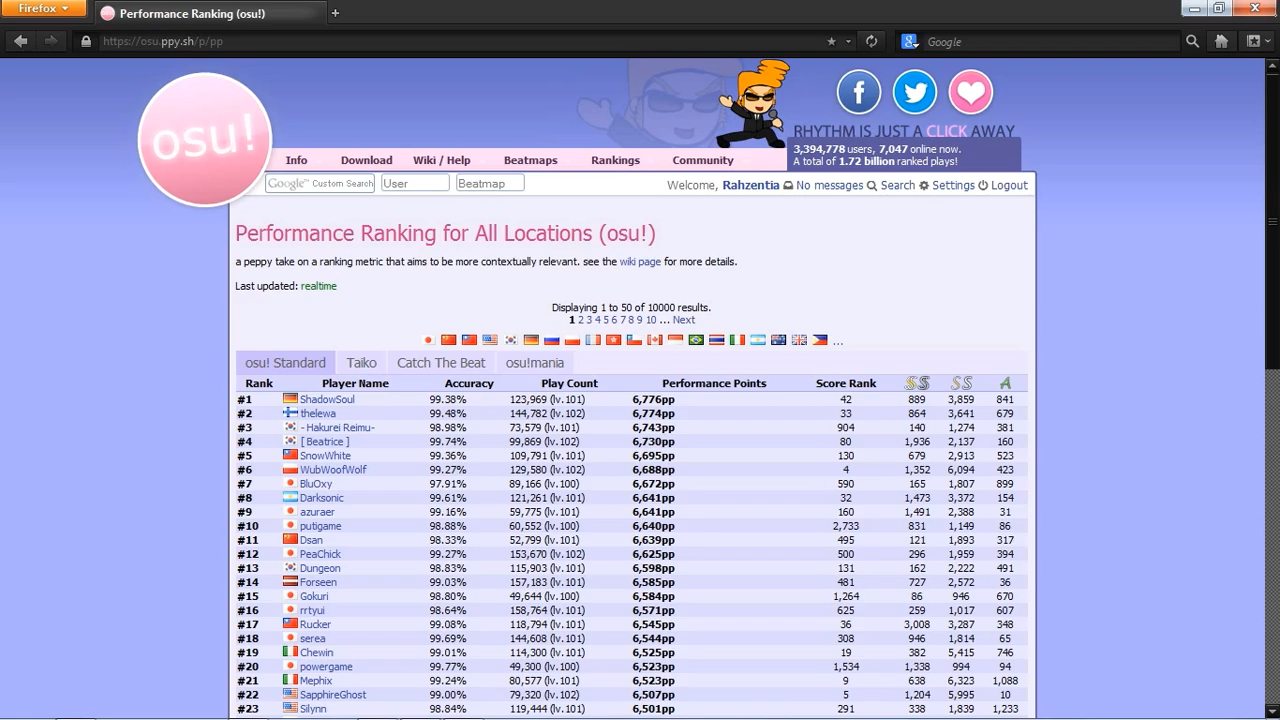 Firefox
Performance Ranking (osu!)
+
https://osu.ppy.sh/p/pp
Google
osu!
RHYTHM IS JUST A CLICK AWAY
3,394,778 users, 7,047 online now.
A total of 1.72 billion ranked plays!
Info Download Wiki / Help Beatmaps Rankings Community
Google™ Custom Search User Beatmap
Welcome, Rahzentia No messages Search Settings Logout
Performance Ranking for All Locations (osu!)
a peppy take on a ranking metric that aims to be more contextually relevant. see the wiki page for more details.
Last updated: realtime
Displaying 1 to 50 of 10000 results.
1 2 3 4 5 6 7 8 9 10 ... Next
...
osu! Standard Taiko Catch The Beat osu!mania
Rank Player Name Accuracy Play Count Performance Points Score Rank SS SS A
#1 ShadowSoul 99.38% 123,969 (lv.101) 6,776pp 42 889 3,859 841
#2 thelewa 99.48% 144,782 (lv.102) 6,774pp 33 864 3,641 679
#3 - Hakurei Reimu- 98.98% 73,579 (lv.101) 6,743pp 904 140 1,274 381
#4 [ Beatrice ] 99.74% 99,869 (lv.102) 6,730pp 80 1,936 2,137 160
#5 SnowWhite 99.36% 109,791 (lv.101) 6,695pp 130 679 2,913 523
#6 WubWoofWolf 99.27% 129,580 (lv.102) 6,688pp 4 1,352 6,094 423
#7 BluOxy 97.91% 89,166 (lv.100) 6,672pp 590 165 1,807 899
#8 Darksonic 99.61% 121,261 (lv.101) 6,641pp 32 1,473 3,372 154
#9 azuraer 99.16% 59,775 (lv.101) 6,641pp 160 1,491 2,388 31
#10 putigame 98.88% 60,552 (lv.100) 6,640pp 2,733 831 1,149 86
#11 Dsan 98.33% 52,799 (lv.101) 6,639pp 495 121 1,893 317
#12 PeaChick 99.27% 153,670 (lv.102) 6,625pp 500 296 1,959 394
#13 Dungeon 98.83% 115,903 (lv.101) 6,598pp 131 162 2,222 491
#14 Forseen 99.03% 157,183 (lv.101) 6,585pp 481 727 2,572 36
#15 Gokuri 98.80% 49,644 (lv.100) 6,584pp 1,264 86 946 670
#16 rrtyui 98.64% 158,764 (lv.101) 6,571pp 625 259 1,017 607
#17 Rucker 99.08% 118,794 (lv.101) 6,545pp 36 3,008 3,287 348
#18 serea 99.69% 144,608 (lv.101) 6,544pp 308 946 1,814 65
#19 Chewin 99.01% 114,300 (lv.101) 6,525pp 19 382 5,415 746
#20 powergame 99.77% 49,300 (lv.100) 6,523pp 1,534 1,338 994 94
#21 Mephix 99.24% 80,577 (lv.101) 6,523pp 9 638 6,323 1,088
#22 SapphireGhost 99.00% 79,320 (lv.102) 6,507pp 5 1,204 5,995 10
#23 Silynn 98.84% 119,444 (lv.101) 6,501pp 291 338 1,839 1,233